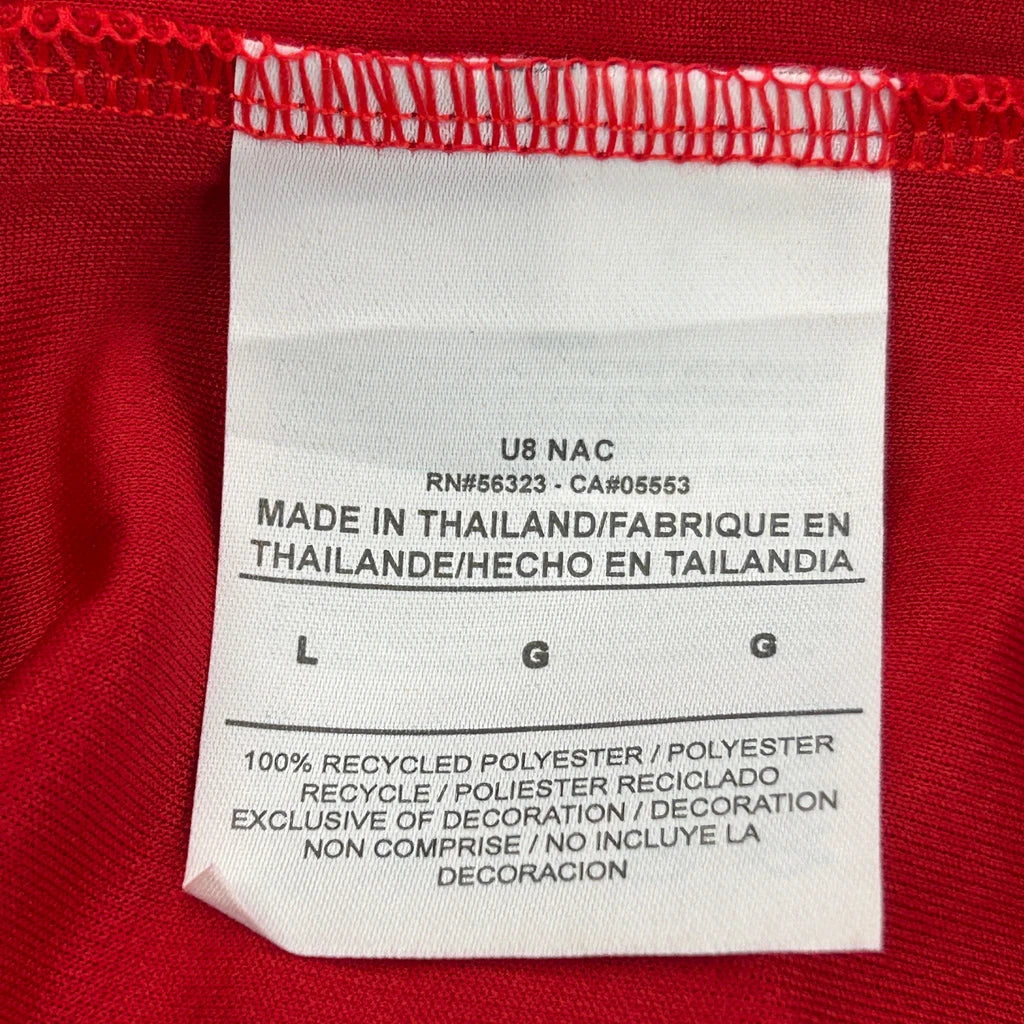 U8 NAC
RN#56323 - CA#05553
MADE IN THAILAND/FABRIQUE EN
THAILANDE/HECHO EN TAILANDIA
L G G
100% RECYCLED POLYESTER / POLYESTER
RECYCLE / POLIESTER RECICLADO
EXCLUSIVE OF DECORATION / DECORATION
NON COMPRISE / NO INCLUYE LA
DECORACION